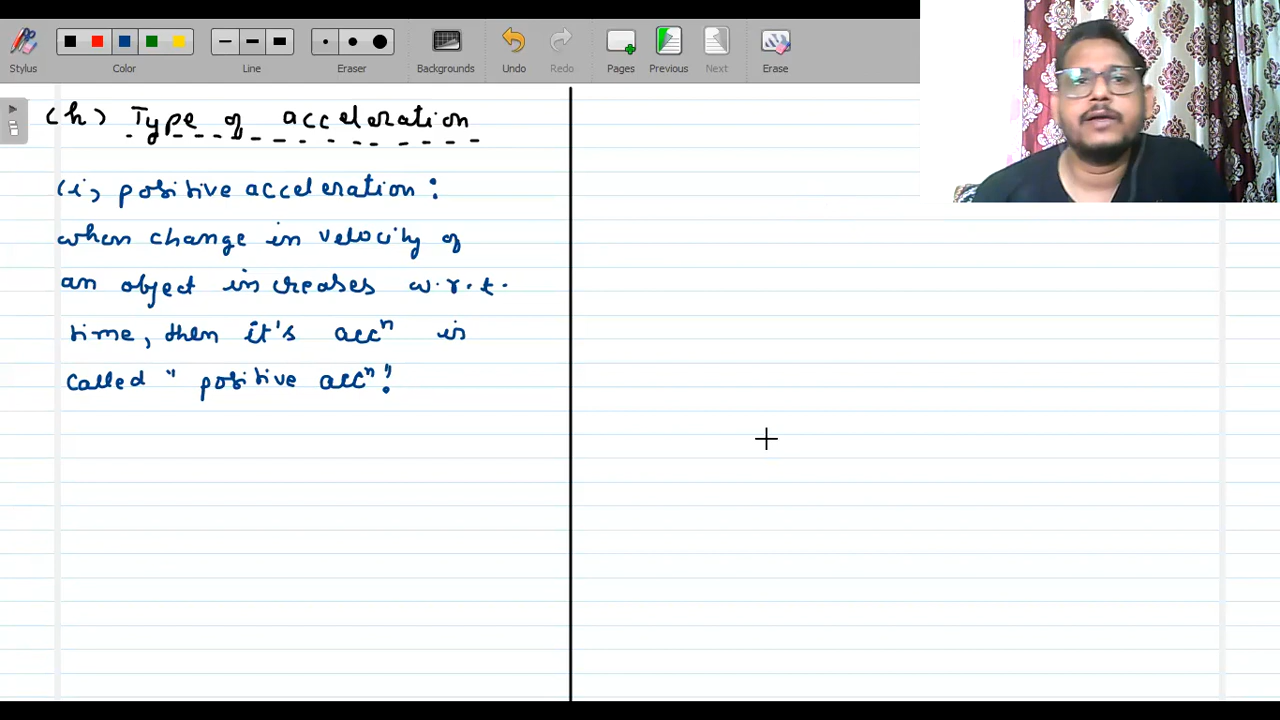 Stylus
Color
Line
Eraser
Backgrounds
Undo
Redo
Pages
Previous
Next
Erase
(h) Type of acceleration
(i) positive acceleration:
when change in velocity of
an object increases w.r.t.
time, then it's accⁿ is
called " positive accⁿ".